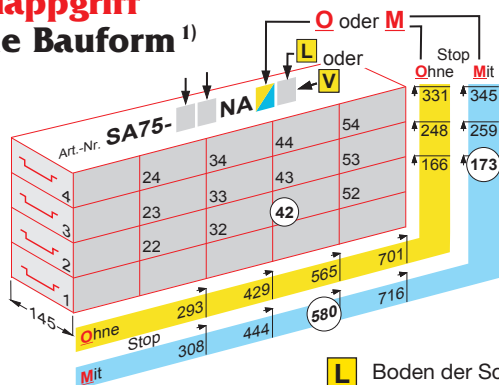 appgriff
e Bauform 1)
O oder M
L oder
V
Stop
Ohne Mit
Art.-Nr. SA75- NA
331 345
248 259
166 173
54
44
34
24
53
43
33
23
52
42
32
22
4
3
2
1
145
Ohne 293 429 565 701
Stop
Mit 308 444 580 716
L Boden der Sc